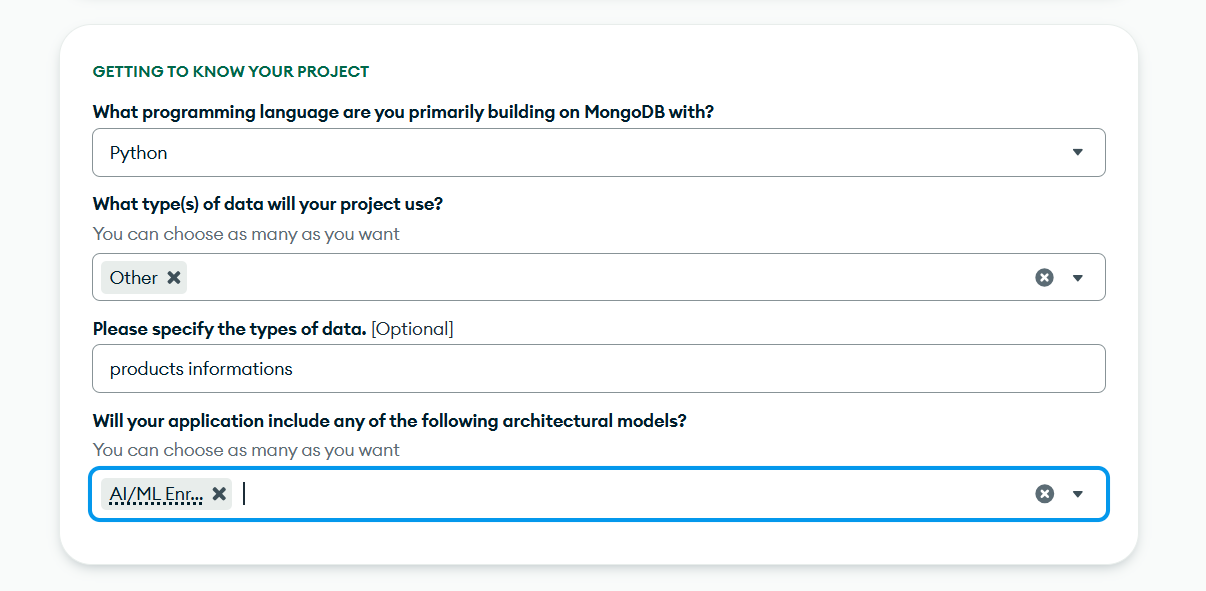 GETTING TO KNOW YOUR PROJECT
What programming language are you primarily building on MongoDB with?
Python
What type(s) of data will your project use?
You can choose as many as you want
Other
Please specify the types of data. [Optional]
products informations
Will your application include any of the following architectural models?
You can choose as many as you want
AI/ML Enr...